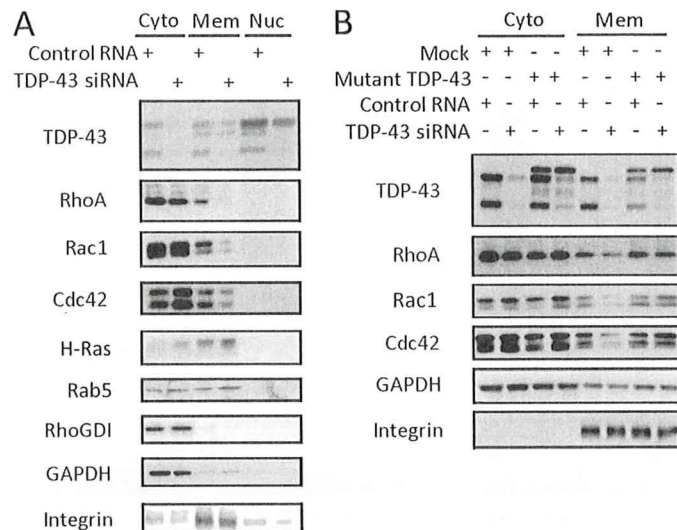 A
Cyto Mem Nuc
Control RNA + + +
TDP-43 siRNA + + +
TDP-43
RhoA
Rac1
Cdc42
H-Ras
Rab5
RhoGDI
GAPDH
Integrin
B
Cyto Mem
Mock + + - - + + - -
Mutant TDP-43 - - + + - - + +
Control RNA + - + - + - + -
TDP-43 siRNA - + - + - + - +
TDP-43
RhoA
Rac1
Cdc42
GAPDH
Integrin